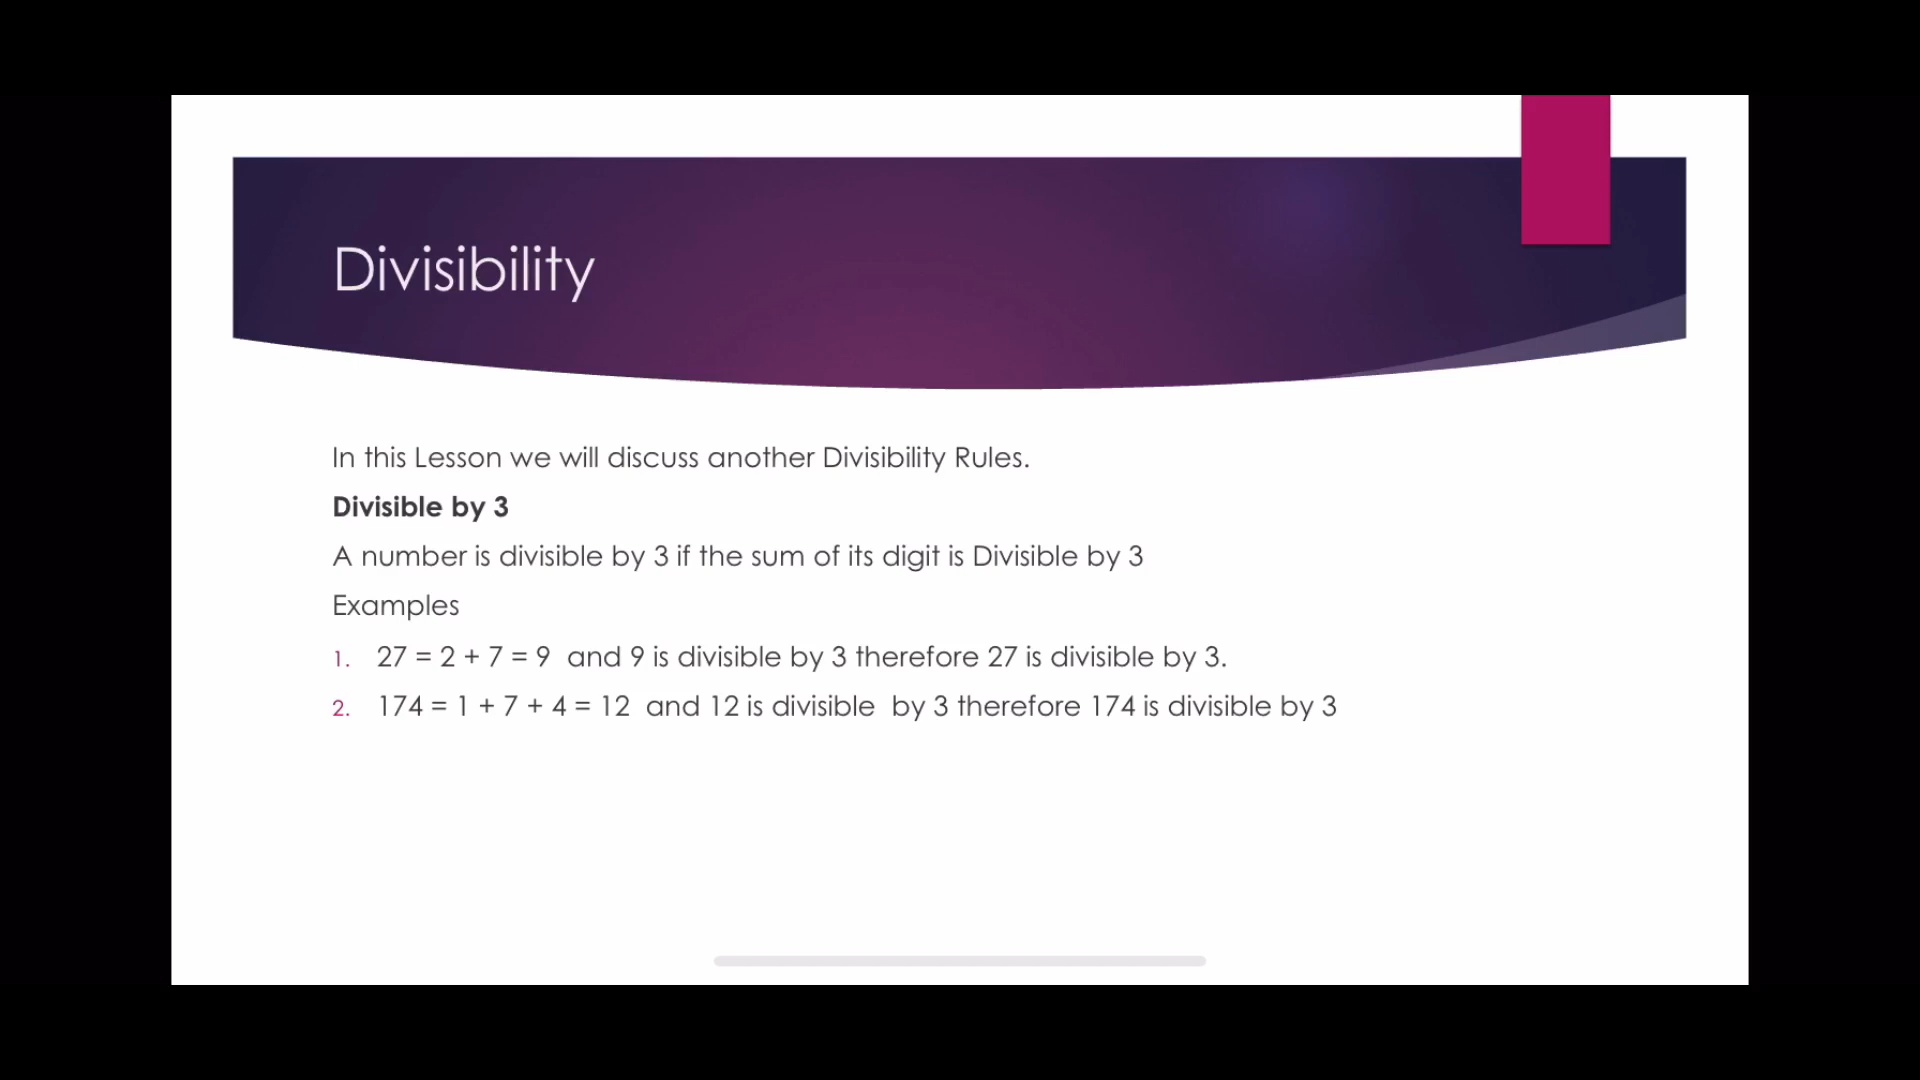 Divisibility
In this Lesson we will discuss another Divisibility Rules.
Divisible by 3
A number is divisible by 3 if the sum of its digit is Divisible by 3
Examples
1. 27 = 2 + 7 = 9  and 9 is divisible by 3 therefore 27 is divisible by 3.
2. 174 = 1 + 7 + 4 = 12  and 12 is divisible  by 3 therefore 174 is divisible by 3